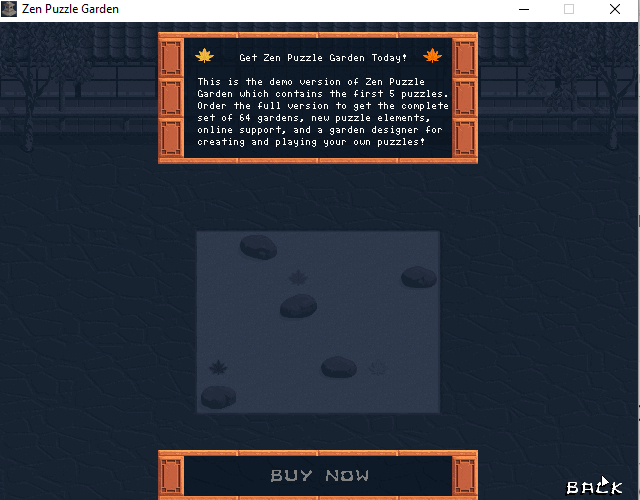 Zen Puzzle Garden
Get Zen Puzzle Garden Today!
This is the demo version of Zen Puzzle
Garden which contains the first 5 puzzles.
Order the full version to get the complete
set of 64 gardens, new puzzle elements,
online support, and a garden designer for
creating and playing your own puzzles!
BUY NOW
BACK